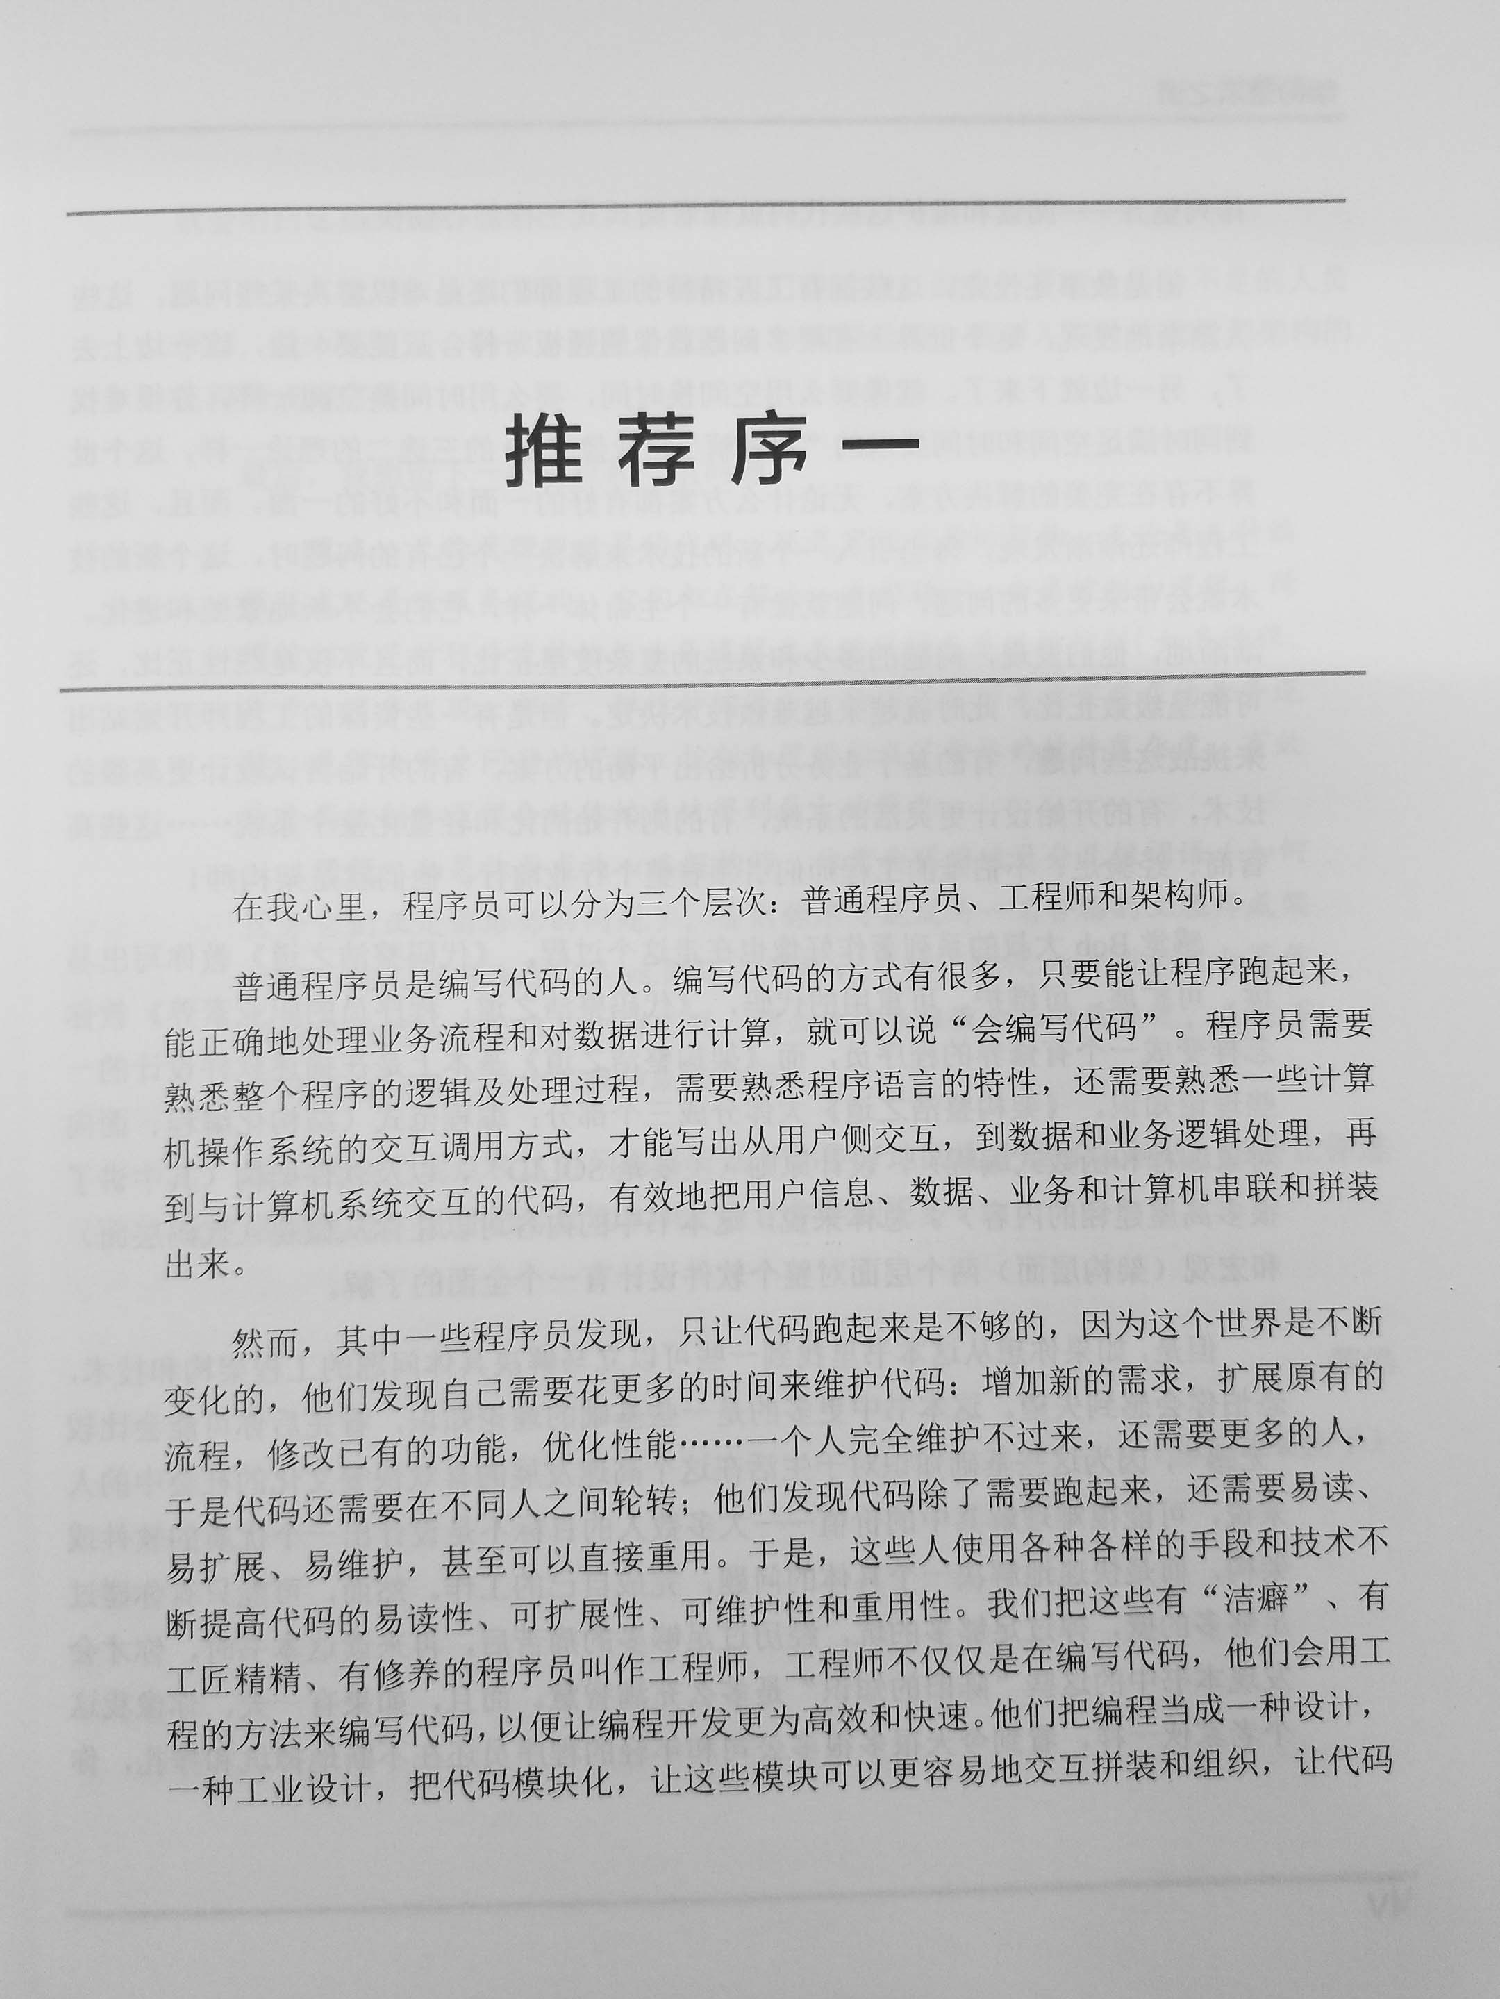 推荐序一
在我心里，程序员可以分为三个层次：普通程序员、工程师和架构师。
普通程序员是编写代码的人。编写代码的方式有很多，只要能让程序跑起来，
能正确地处理业务流程和对数据进行计算，就可以说“会编写代码”。程序员需要
熟悉整个程序的逻辑及处理过程，需要熟悉程序语言的特性，还需要熟悉一些计算
机操作系统的交互调用方式，才能写出从用户侧交互，到数据和业务逻辑处理，再
到与计算机系统交互的代码，有效地把用户信息、数据、业务和计算机串联和拼装
出来。
然而，其中一些程序员发现，只让代码跑起来是不够的，因为这个世界是不断
变化的，他们发现自己需要花更多的时间来维护代码：增加新的需求，扩展原有的
流程，修改已有的功能，优化性能……一个人完全维护不过来，还需要更多的人，
于是代码还需要在不同人之间轮转；他们发现代码除了需要跑起来，还需要易读、
易扩展、易维护，甚至可以直接重用。于是，这些人使用各种各样的手段和技术不
断提高代码的易读性、可扩展性、可维护性和重用性。我们把这些有“洁癖”、有
工匠精精、有修养的程序员叫作工程师，工程师不仅仅是在编写代码，他们会用工
程的方法来编写代码，以便让编程开发更为高效和快速。他们把编程当成一种设计，
一种工业设计，把代码模块化，让这些模块可以更容易地交互拼装和组织，让代码